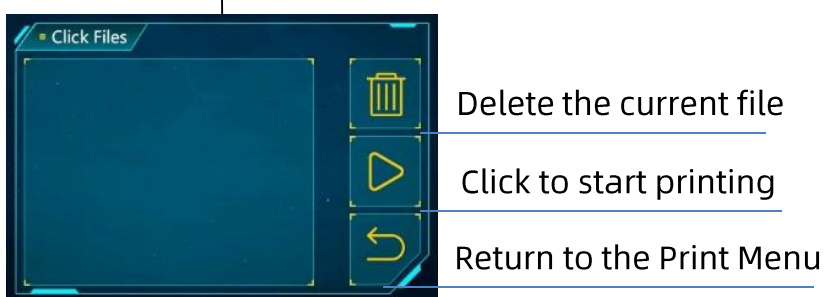 Click Files
Delete the current file
Click to start printing
Return to the Print Menu